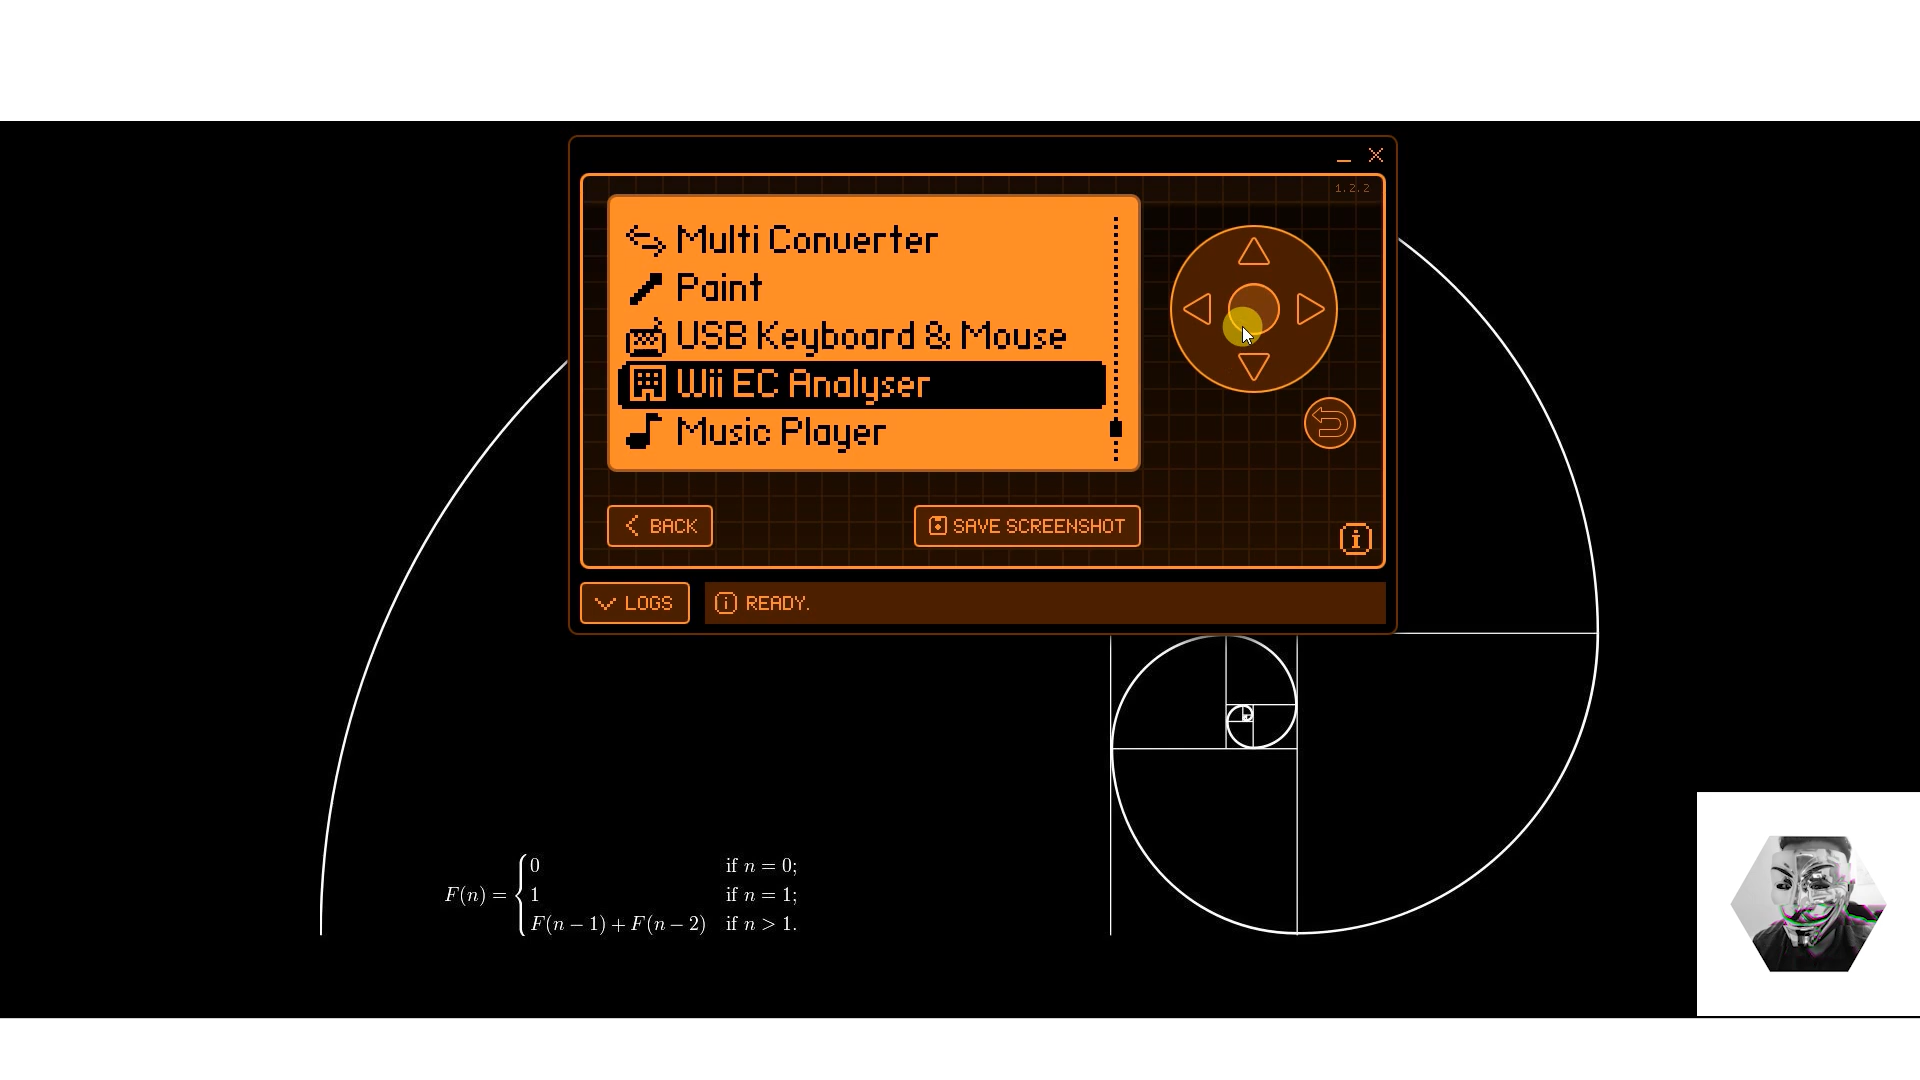 1.2.2
Multi Converter
Paint
USB Keyboard & Mouse
Wii EC Analyser
Music Player
BACK
SAVE SCREENSHOT
LOGS
READY.
F(n) = { 0 if n = 0;
1 if n = 1;
F(n − 1) + F(n − 2) if n > 1.